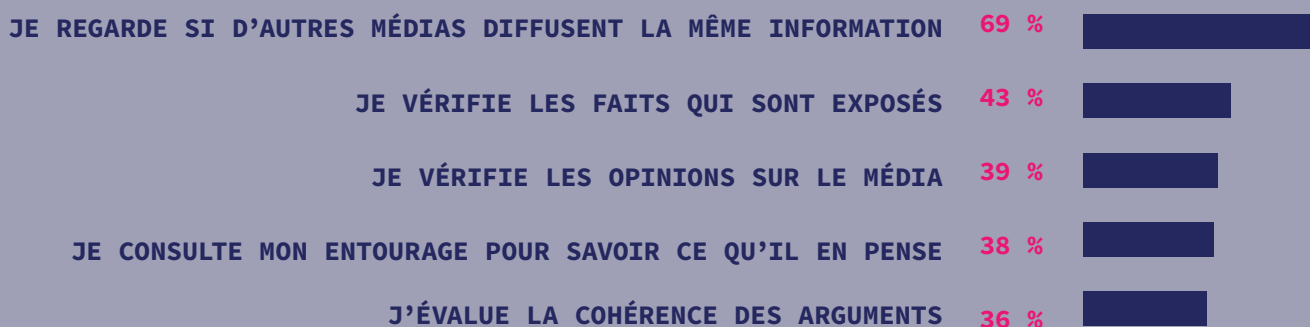 JE REGARDE SI D’AUTRES MÉDIAS DIFFUSENT LA MÊME INFORMATION 69 %
JE VÉRIFIE LES FAITS QUI SONT EXPOSÉS 43 %
JE VÉRIFIE LES OPINIONS SUR LE MÉDIA 39 %
JE CONSULTE MON ENTOURAGE POUR SAVOIR CE QU’IL EN PENSE 38 %
J’ÉVALUE LA COHÉRENCE DES ARGUMENTS 36 %